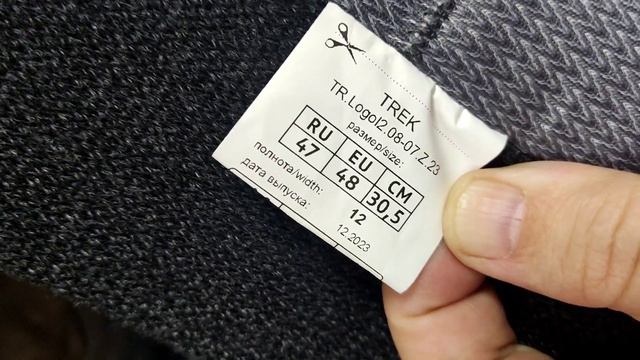 TREK
TR.Logol2.08-07.Z.23
размер/size:
RU EU CM
47 48 30,5
полнота/width: 12
дата выпуска: 12.2023